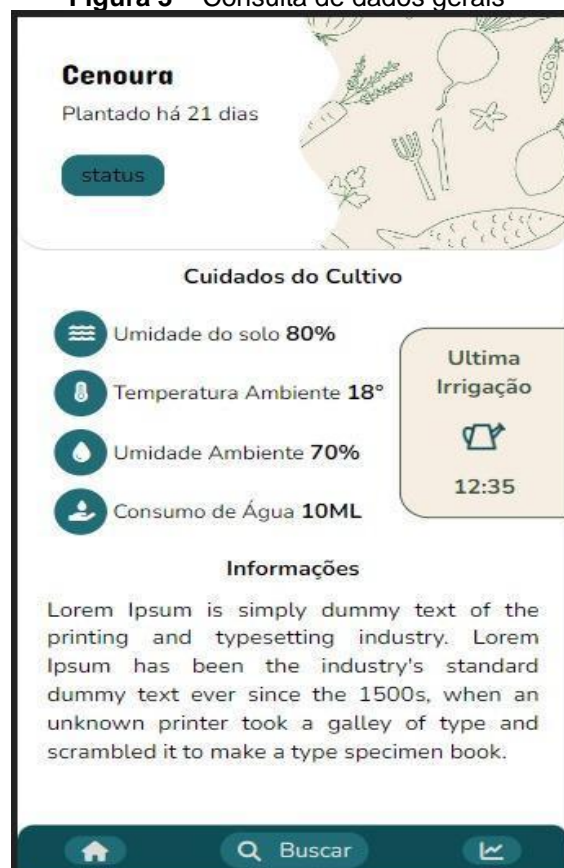 Consulta de dados gerais
Cenoura
Plantado há 21 dias
status
Cuidados do Cultivo
Umidade do solo 80%
Temperatura Ambiente 18°
Umidade Ambiente 70%
Consumo de Água 10ML
Ultima
Irrigação
12:35
Informações
Lorem Ipsum is simply dummy text of the
printing and typesetting industry. Lorem
Ipsum has been the industry's standard
dummy text ever since the 1500s, when an
unknown printer took a galley of type and
scrambled it to make a type specimen book.
Buscar